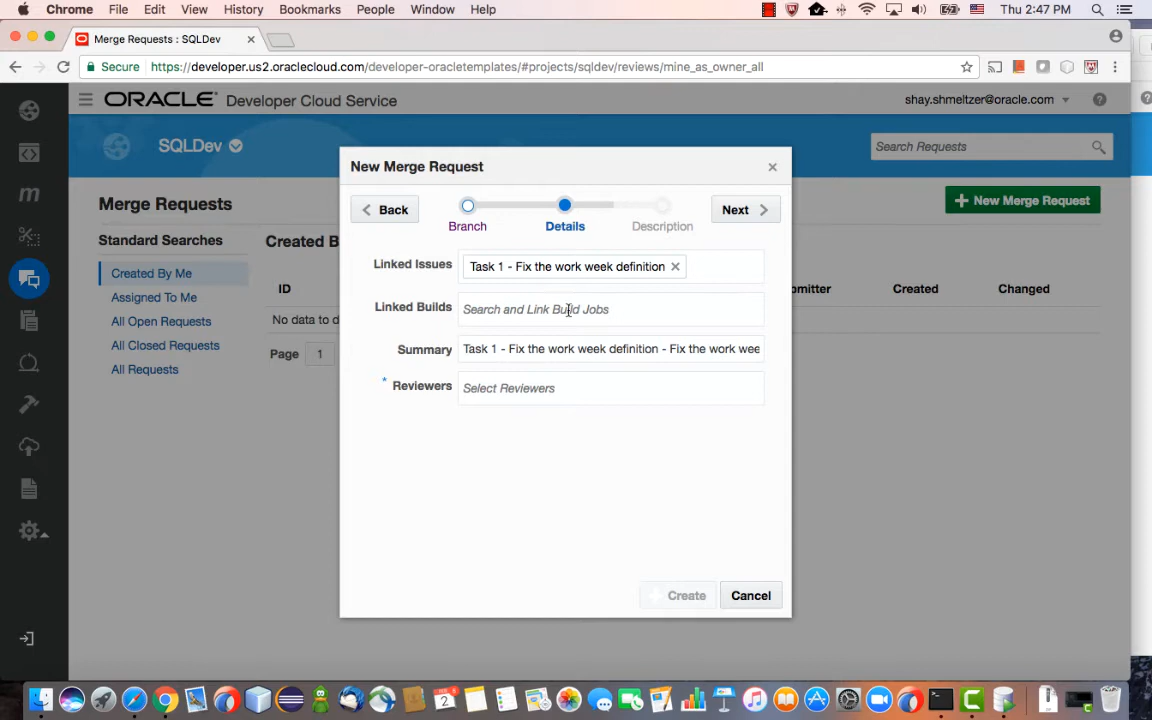 Chrome File Edit View History Bookmarks People Window Help Thu 2:47 PM
Merge Requests : SQLDev
Secure https://developer.us2.oraclecloud.com/developer-oracletemplates/#projects/sqldev/reviews/mine_as_owner_all
ORACLE Developer Cloud Service shay.shmeltzer@oracle.com
SQLDev Search Requests
New Merge Request
Merge Requests New Merge Request
Back Next
Branch Details Description
Standard Searches Created B
Created By Me
Assigned To Me
All Open Requests
All Closed Requests
All Requests
ID mitter Created Closed
No data to d
Page 1
Linked Issues Task 1 - Fix the work week definition
Linked Builds Search and Link Build Jobs
Summary Task 1 - Fix the work week definition - Fix the work wee
* Reviewers Select Reviewers
Create Cancel